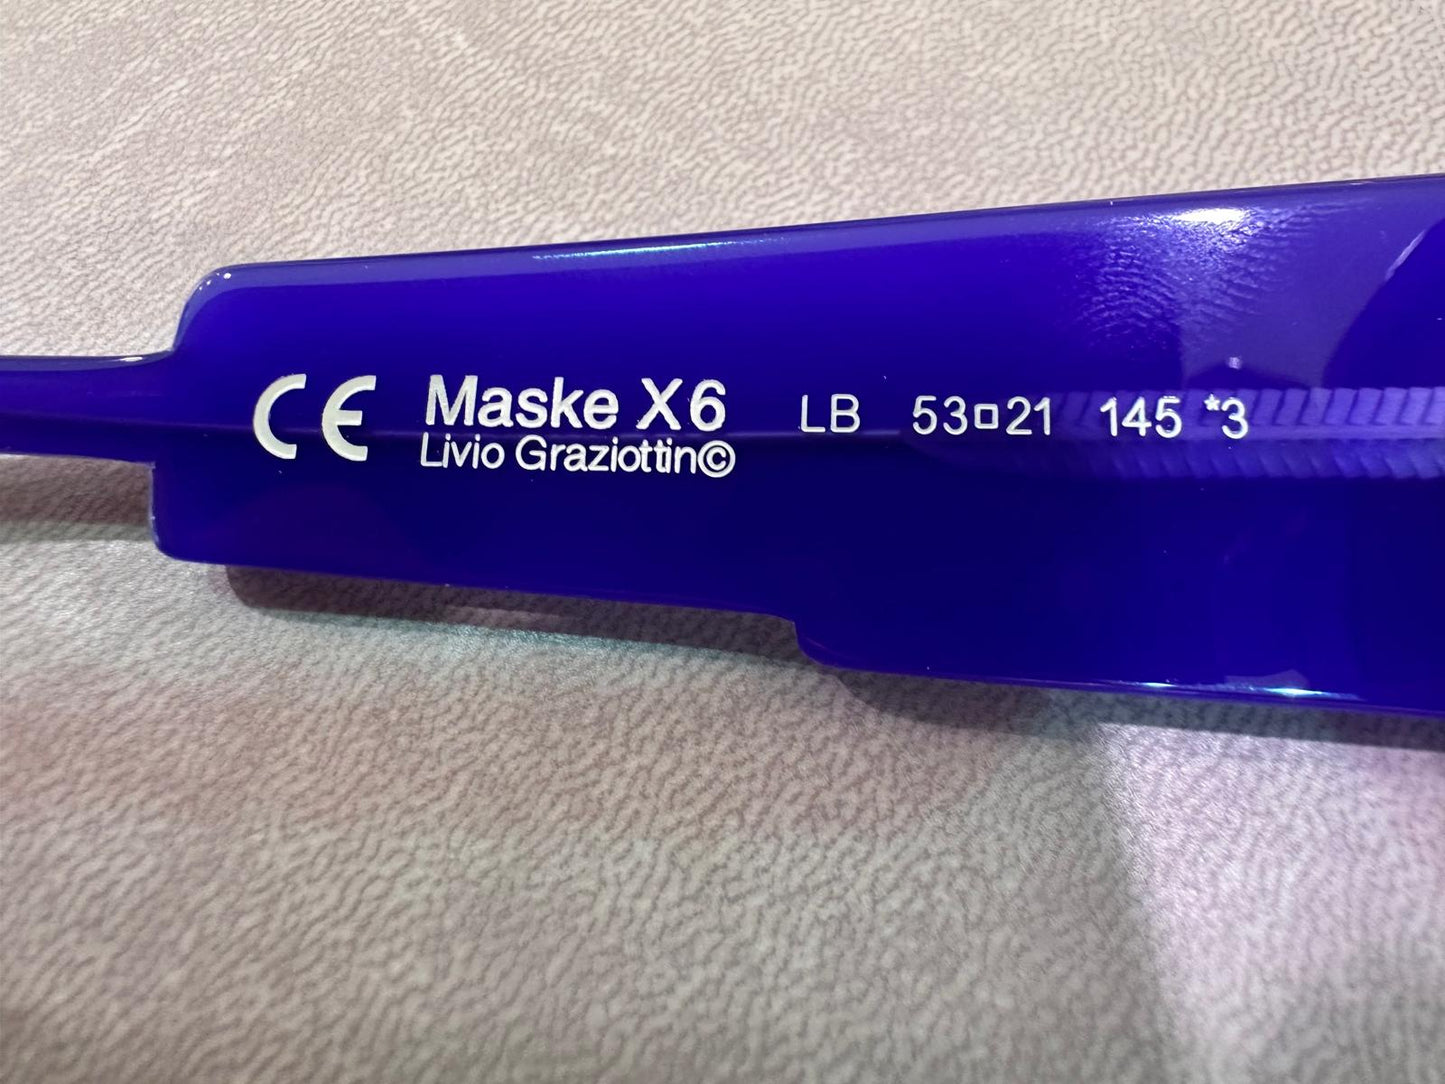 CE Maske X6 LB 53□21 145 *3
Livio Graziottin©